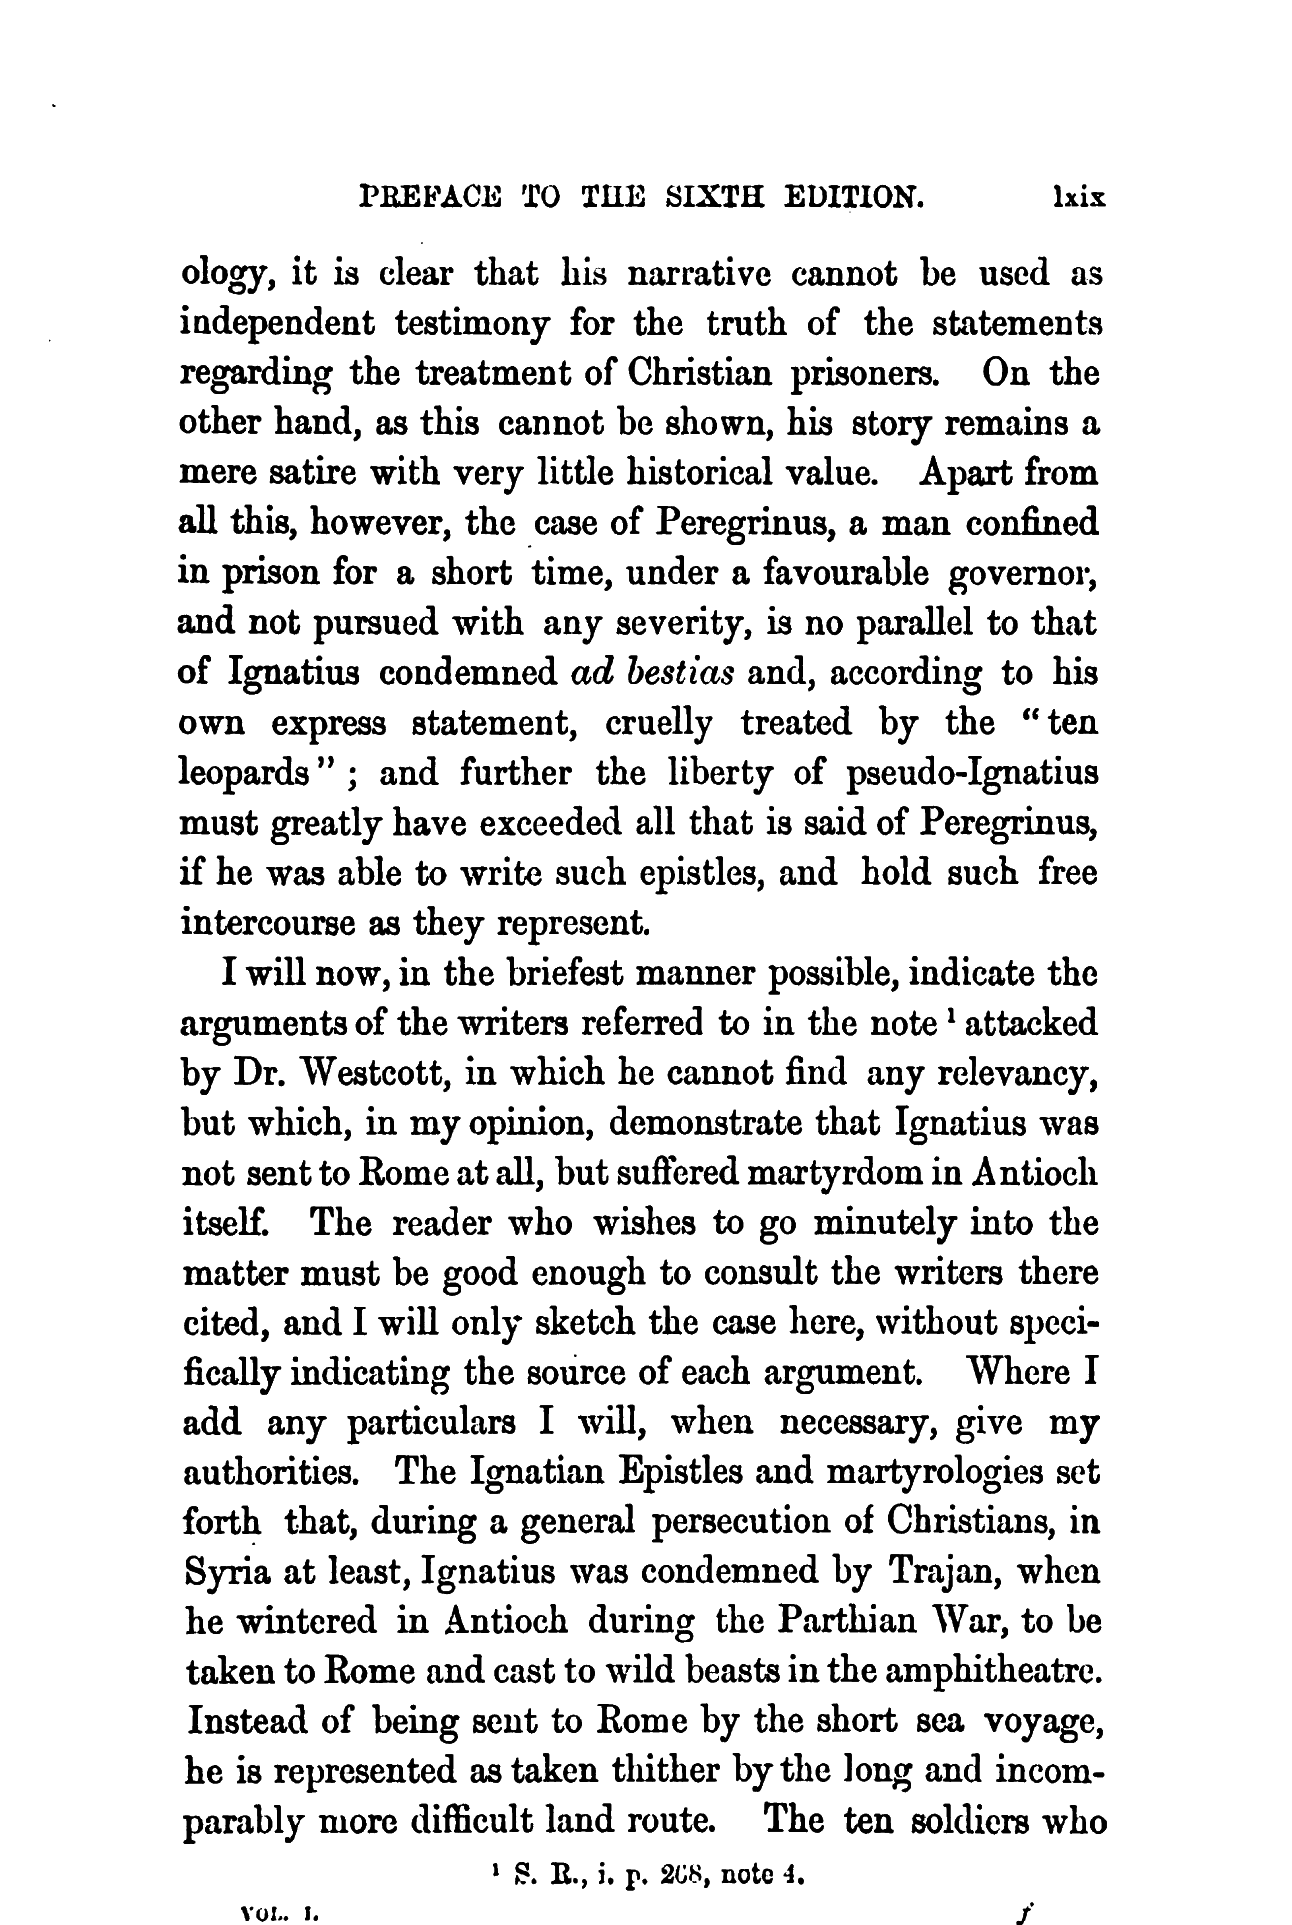 PREFACE TO THE SIXTH EDITION. lxix
ology, it is clear that his narrative cannot be used as
independent testimony for the truth of the statements
regarding the treatment of Christian prisoners. On the
other hand, as this cannot be shown, his story remains a
mere satire with very little historical value. Apart from
all this, however, the case of Peregrinus, a man confined
in prison for a short time, under a favourable governor,
and not pursued with any severity, is no parallel to that
of Ignatius condemned ad bestias and, according to his
own express statement, cruelly treated by the “ten
leopards”; and further the liberty of pseudo-Ignatius
must greatly have exceeded all that is said of Peregrinus,
if he was able to write such epistles, and hold such free
intercourse as they represent.
I will now, in the briefest manner possible, indicate the
arguments of the writers referred to in the note ¹ attacked
by Dr. Westcott, in which he cannot find any relevancy,
but which, in my opinion, demonstrate that Ignatius was
not sent to Rome at all, but suffered martyrdom in Antioch
itself. The reader who wishes to go minutely into the
matter must be good enough to consult the writers there
cited, and I will only sketch the case here, without speci-
fically indicating the source of each argument. Where I
add any particulars I will, when necessary, give my
authorities. The Ignatian Epistles and martyrologies set
forth that, during a general persecution of Christians, in
Syria at least, Ignatius was condemned by Trajan, when
he wintered in Antioch during the Parthian War, to be
taken to Rome and cast to wild beasts in the amphitheatre.
Instead of being sent to Rome by the short sea voyage,
he is represented as taken thither by the long and incom-
parably more difficult land route. The ten soldiers who
¹ S. R., i. p. 268, note 4.
VOL. I. f